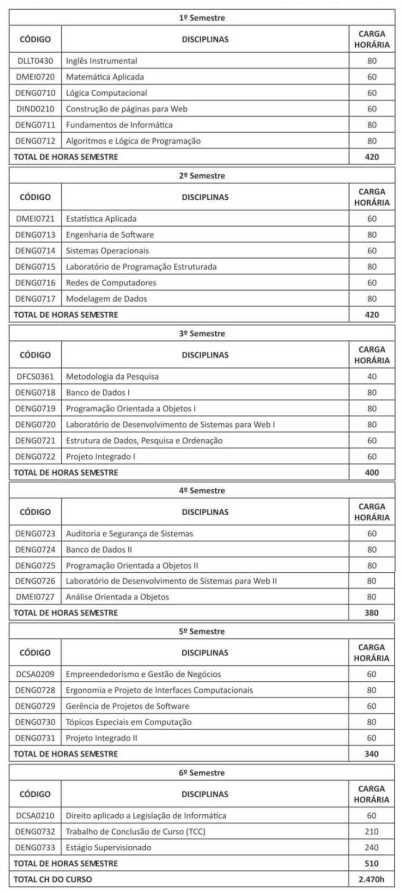 1º Semestre
CÓDIGO DISCIPLINAS CARGA HORÁRIA
DLLT0430 Inglês Instrumental 80
DMEI0720 Matemática Aplicada 60
DENG0710 Lógica Computacional 60
DIND0210 Construção de páginas para Web 60
DENG0711 Fundamentos de Informática 80
DENG0712 Algoritmos e Lógica de Programação 80
TOTAL DE HORAS SEMESTRE 420
2º Semestre
CÓDIGO DISCIPLINAS CARGA HORÁRIA
DMEI0721 Estatística Aplicada 60
DENG0713 Engenharia de Software 80
DENG0714 Sistemas Operacionais 60
DENG0715 Laboratório de Programação Estruturada 80
DENG0716 Redes de Computadores 60
DENG0717 Modelagem de Dados 80
TOTAL DE HORAS SEMESTRE 420
3º Semestre
CÓDIGO DISCIPLINAS CARGA HORÁRIA
DFCS0361 Metodologia da Pesquisa 40
DENG0718 Banco de Dados I 80
DENG0719 Programação Orientada a Objetos I 80
DENG0720 Laboratório de Desenvolvimento de Sistemas para Web I 80
DENG0721 Estrutura de Dados, Pesquisa e Ordenação 60
DENG0722 Projeto Integrado I 60
TOTAL DE HORAS SEMESTRE 400
4º Semestre
CÓDIGO DISCIPLINAS CARGA HORÁRIA
DENG0723 Auditoria e Segurança de Sistemas 60
DENG0724 Banco de Dados II 80
DENG0725 Programação Orientada a Objetos II 80
DENG0726 Laboratório de Desenvolvimento de Sistemas para Web II 80
DMEI0727 Análise Orientada a Objetos 80
TOTAL DE HORAS SEMESTRE 380
5º Semestre
CÓDIGO DISCIPLINAS CARGA HORÁRIA
DCSA0209 Empreendedorismo e Gestão de Negócios 60
DENG0728 Ergonomia e Projeto de Interfaces Computacionais 80
DENG0729 Gerência de Projetos de Software 60
DENG0730 Tópicos Especiais em Computação 80
DENG0731 Projeto Integrado II 60
TOTAL DE HORAS SEMESTRE 340
6º Semestre
CÓDIGO DISCIPLINAS CARGA HORÁRIA
DCSA0210 Direito aplicado a Legislação de Informática 60
DENG0732 Trabalho de Conclusão de Curso (TCC) 210
DENG0733 Estágio Supervisionado 240
TOTAL DE HORAS SEMESTRE 510
TOTAL CH DO CURSO 2.470h